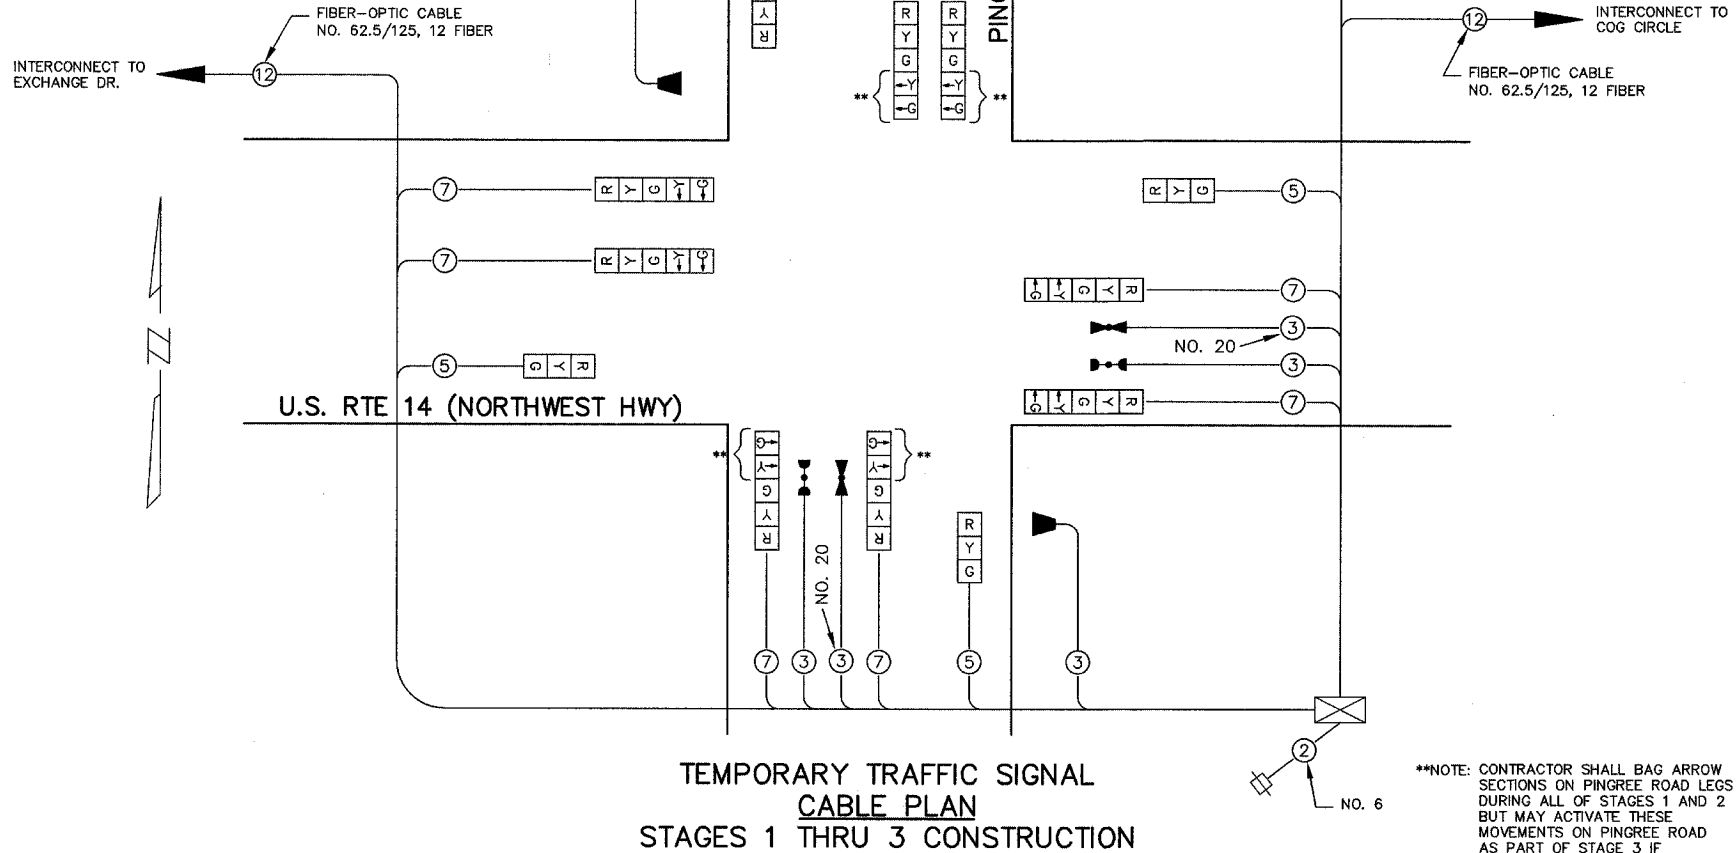 FIBER-OPTIC CABLE
NO. 62.5/125, 12 FIBER
INTERCONNECT TO
EXCHANGE DR.
12
Y
R
R
Y
G
Y
G
**
R
Y
G
Y
G
**
PING
12
INTERCONNECT TO
COG CIRCLE
FIBER-OPTIC CABLE
NO. 62.5/125, 12 FIBER
7
R Y G Y G
5
R Y G
7
R Y G Y G
7
G Y G Y R
3
NO. 20
3
5
G Y R
7
G Y G Y R
U.S. RTE 14 (NORTHWEST HWY)
N
**
G
Y
G
Y
R
G
Y
G
Y
R
**
NO. 20
R
Y
G
7
3
3
7
5
3
2
NO. 6
TEMPORARY TRAFFIC SIGNAL
CABLE PLAN
STAGES 1 THRU 3 CONSTRUCTION
**NOTE: CONTRACTOR SHALL BAG ARROW
SECTIONS ON PINGREE ROAD LEGS
DURING ALL OF STAGES 1 AND 2
BUT MAY ACTIVATE THESE
MOVEMENTS ON PINGREE ROAD
AS PART OF STAGE 3 IF